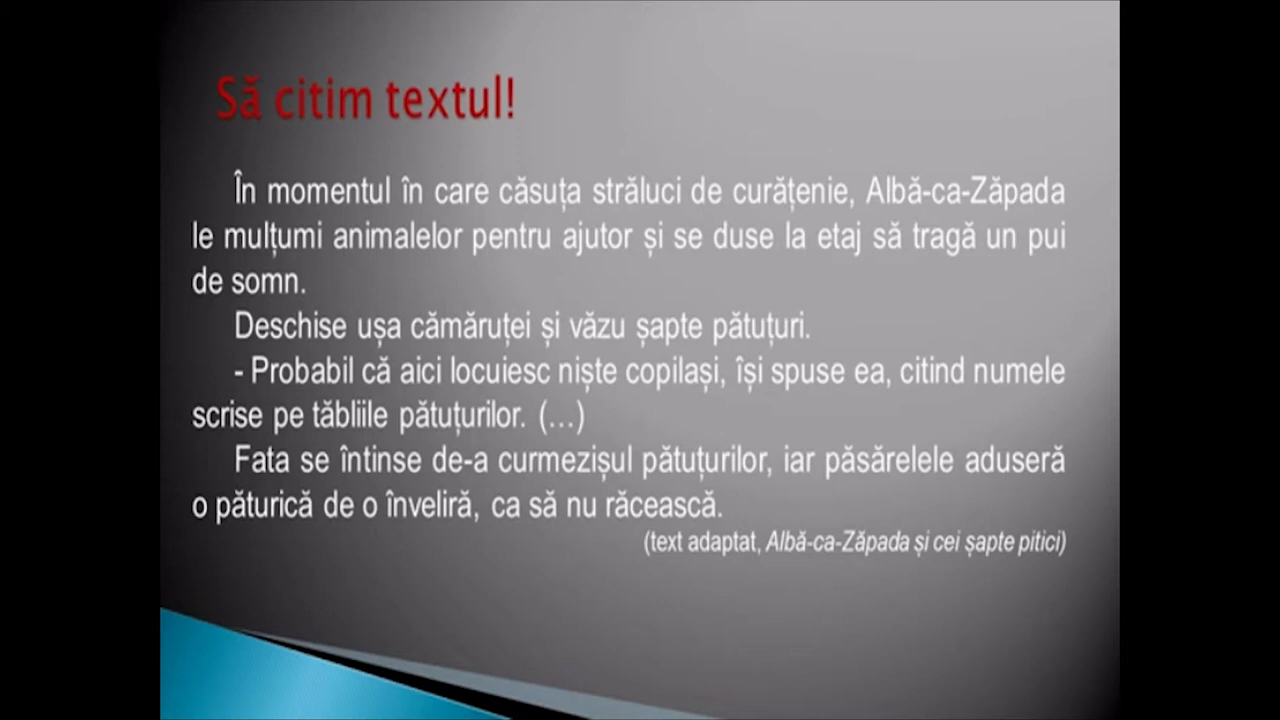 Să citim textul!
În momentul în care căsuța străluci de curățenie, Albă-ca-Zăpada
le mulțumi animalelor pentru ajutor și se duse la etaj să tragă un pui
de somn.
Deschise ușa cămăruței și văzu șapte pătuțuri.
- Probabil că aici locuiesc niște copilași, își spuse ea, citind numele
scrise pe tăbliile pătuțurilor. (…)
Fata se întinse de-a curmezișul pătuțurilor, iar păsărelele aduseră
o păturică de o înveliră, ca să nu răcească.
(text adaptat, Albă-ca-Zăpada și cei șapte pitici)